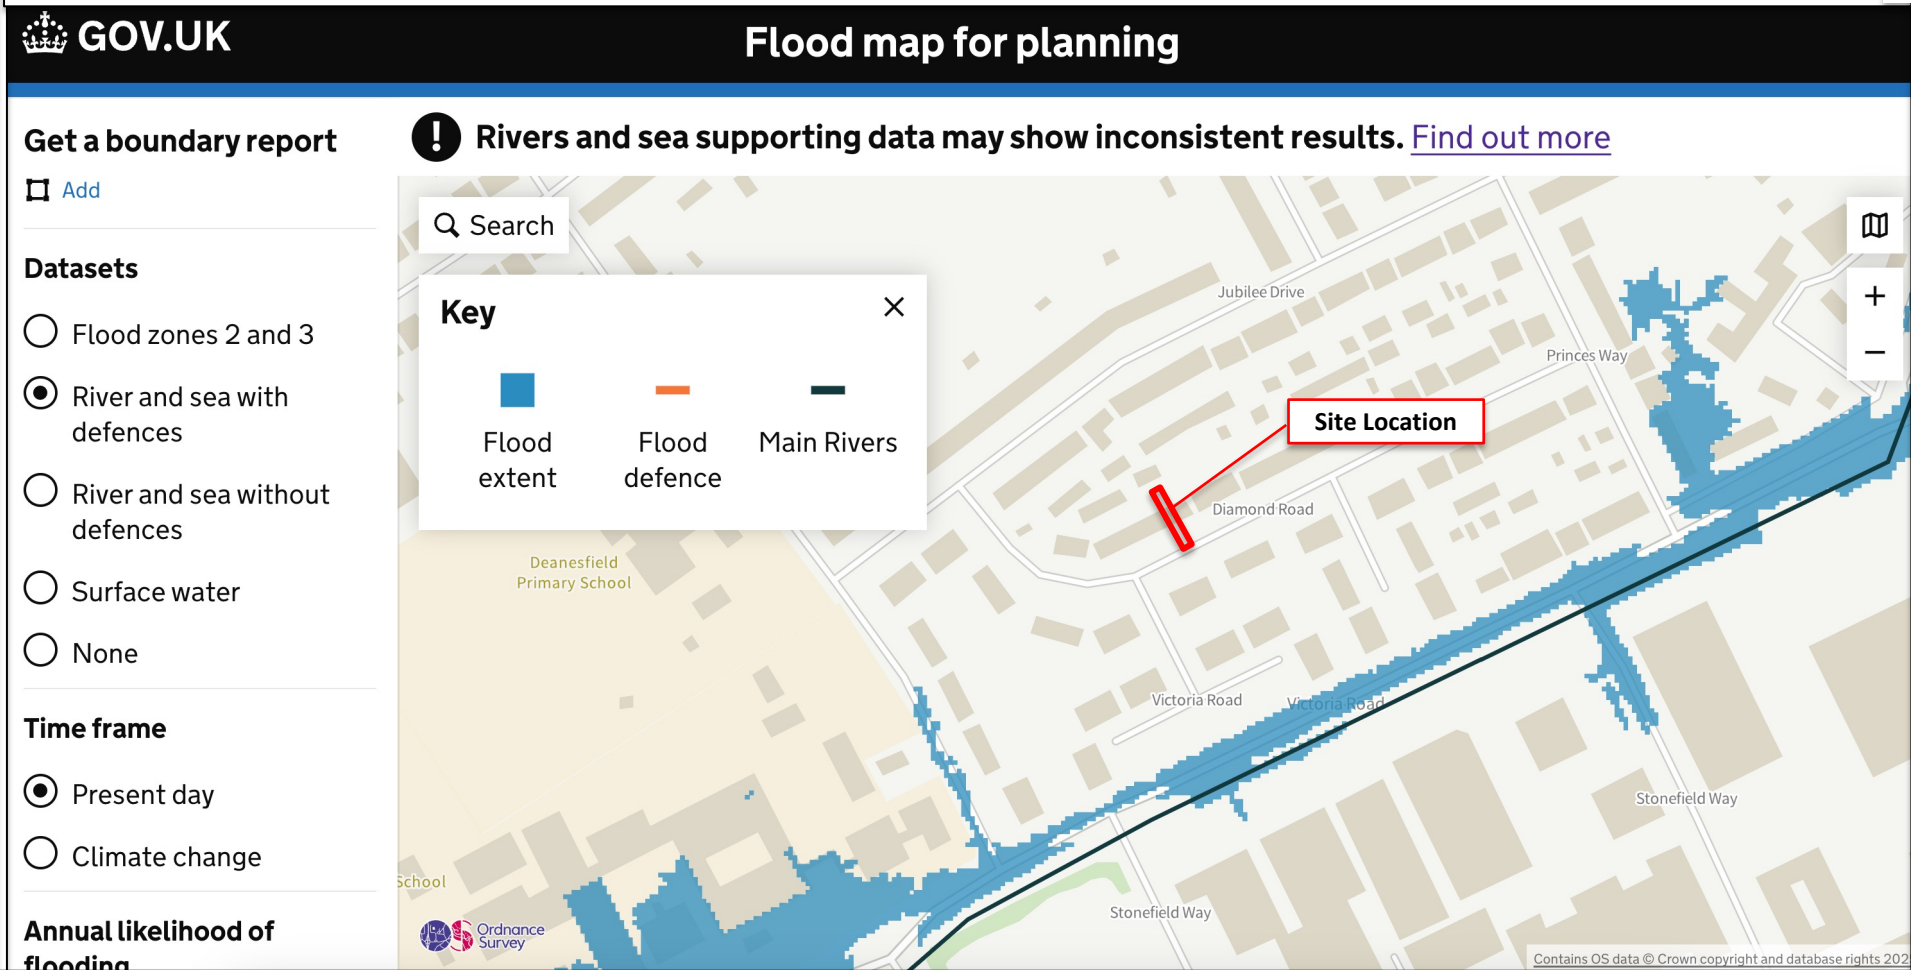 GOV.UK
Flood map for planning
Get a boundary report
Add
Datasets
Flood zones 2 and 3
River and sea with
defences
River and sea without
defences
Surface water
None
Time frame
Present day
Climate change
Annual likelihood of
flooding
! Rivers and sea supporting data may show inconsistent results. Find out more
Search
Key
Flood
extent
Flood
defence
Main Rivers
Jubilee Drive
Princes Way
Site Location
Diamond Road
Deanesfield
Primary School
Victoria Road
Victoria Road
Stonefield Way
School
Stonefield Way
Ordnance
Survey
Contains OS data © Crown copyright and database rights 202